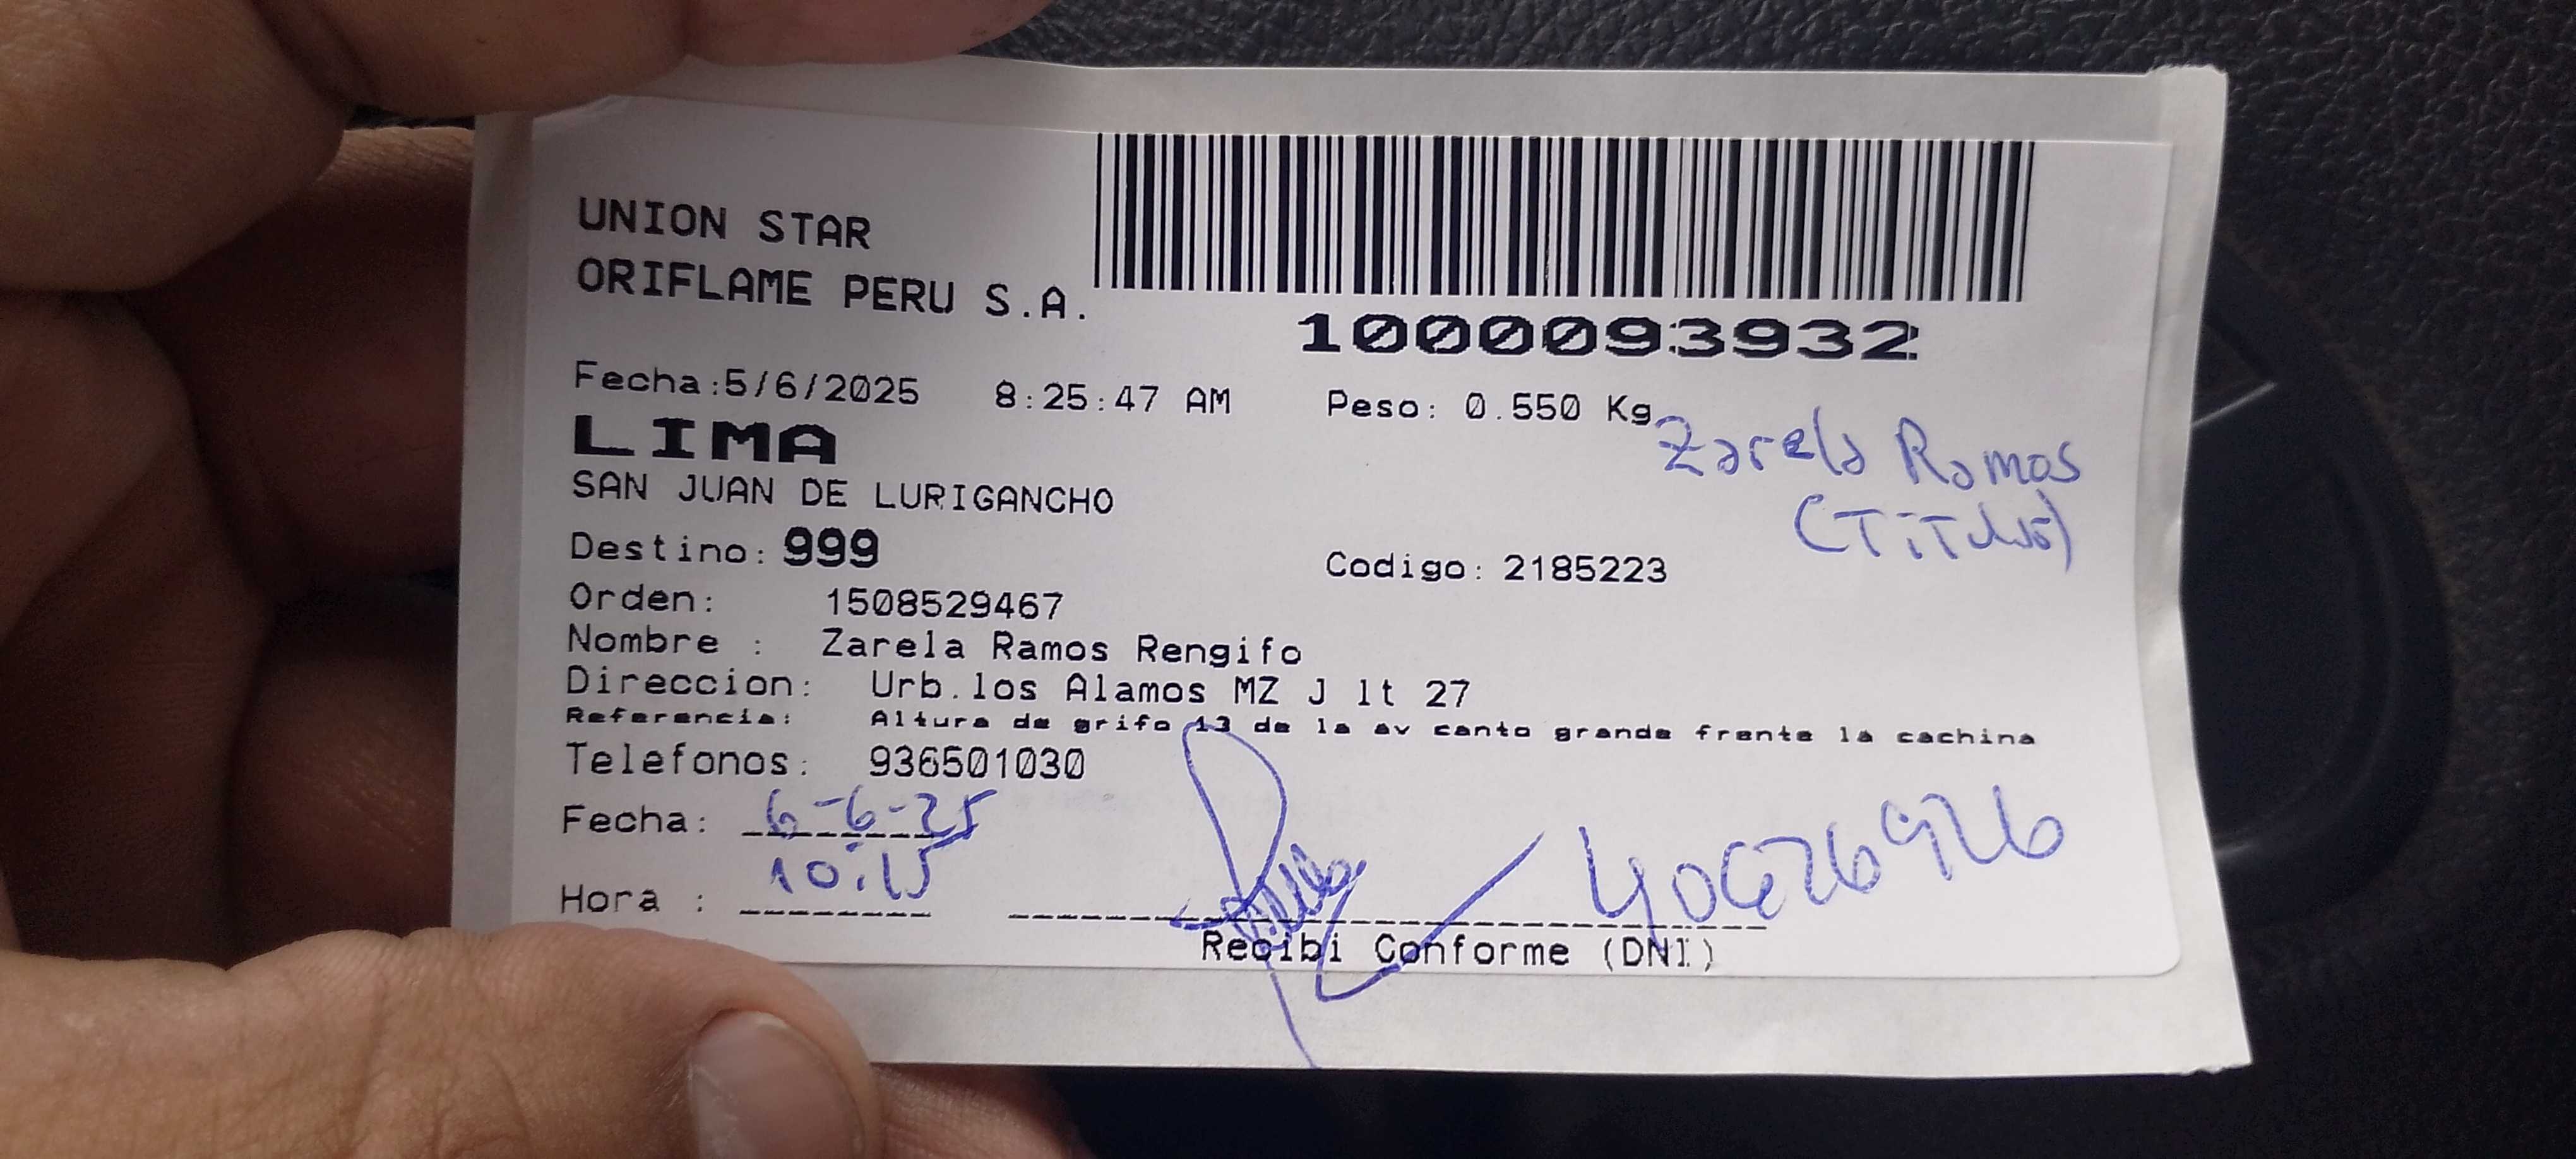 UNION STAR
ORIFLAME PERU S.A.
1000093932
Fecha:5/6/2025 8:25:47 AM Peso: 0.550 Kg
LIMA
Zarela Ramos
SAN JUAN DE LURIGANCHO
(Titular)
Destino: 999
Codigo: 2185223
Orden: 1508529467
Nombre : Zarela Ramos Rengifo
Direccion: Urb.los Alamos MZ J lt 27
Referencia: Altura de grifo 13 de la av canto grande frente la cachina
Telefonos: 936501030
Fecha: 6-6-25
Hora : 10:15
Recibi Conforme (DNI)